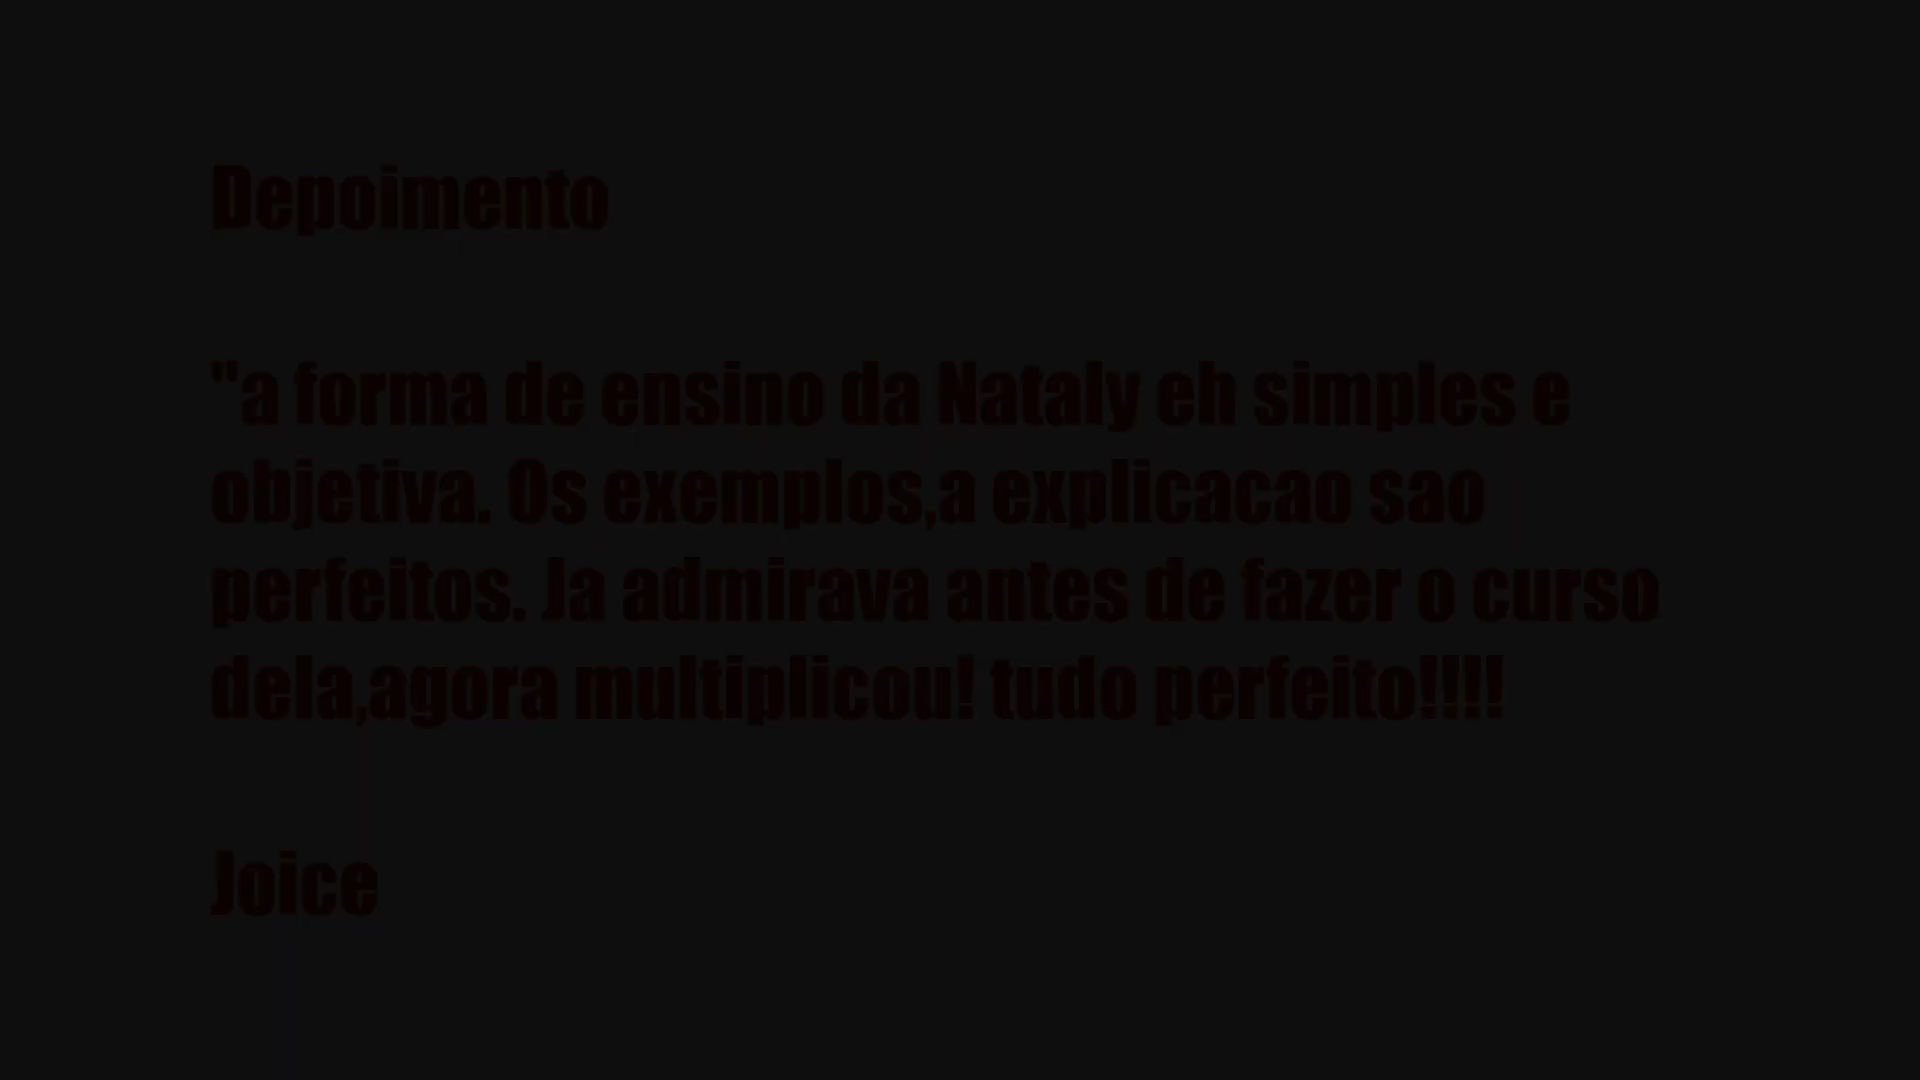 Depoimento
"a forma de ensino da Nataly eh simples e
objetiva. Os exemplos,a explicacao sao
perfeitos. Ja admirava antes de fazer o curso
dela,agora multiplicou! tudo perfeito!!!!
Joice